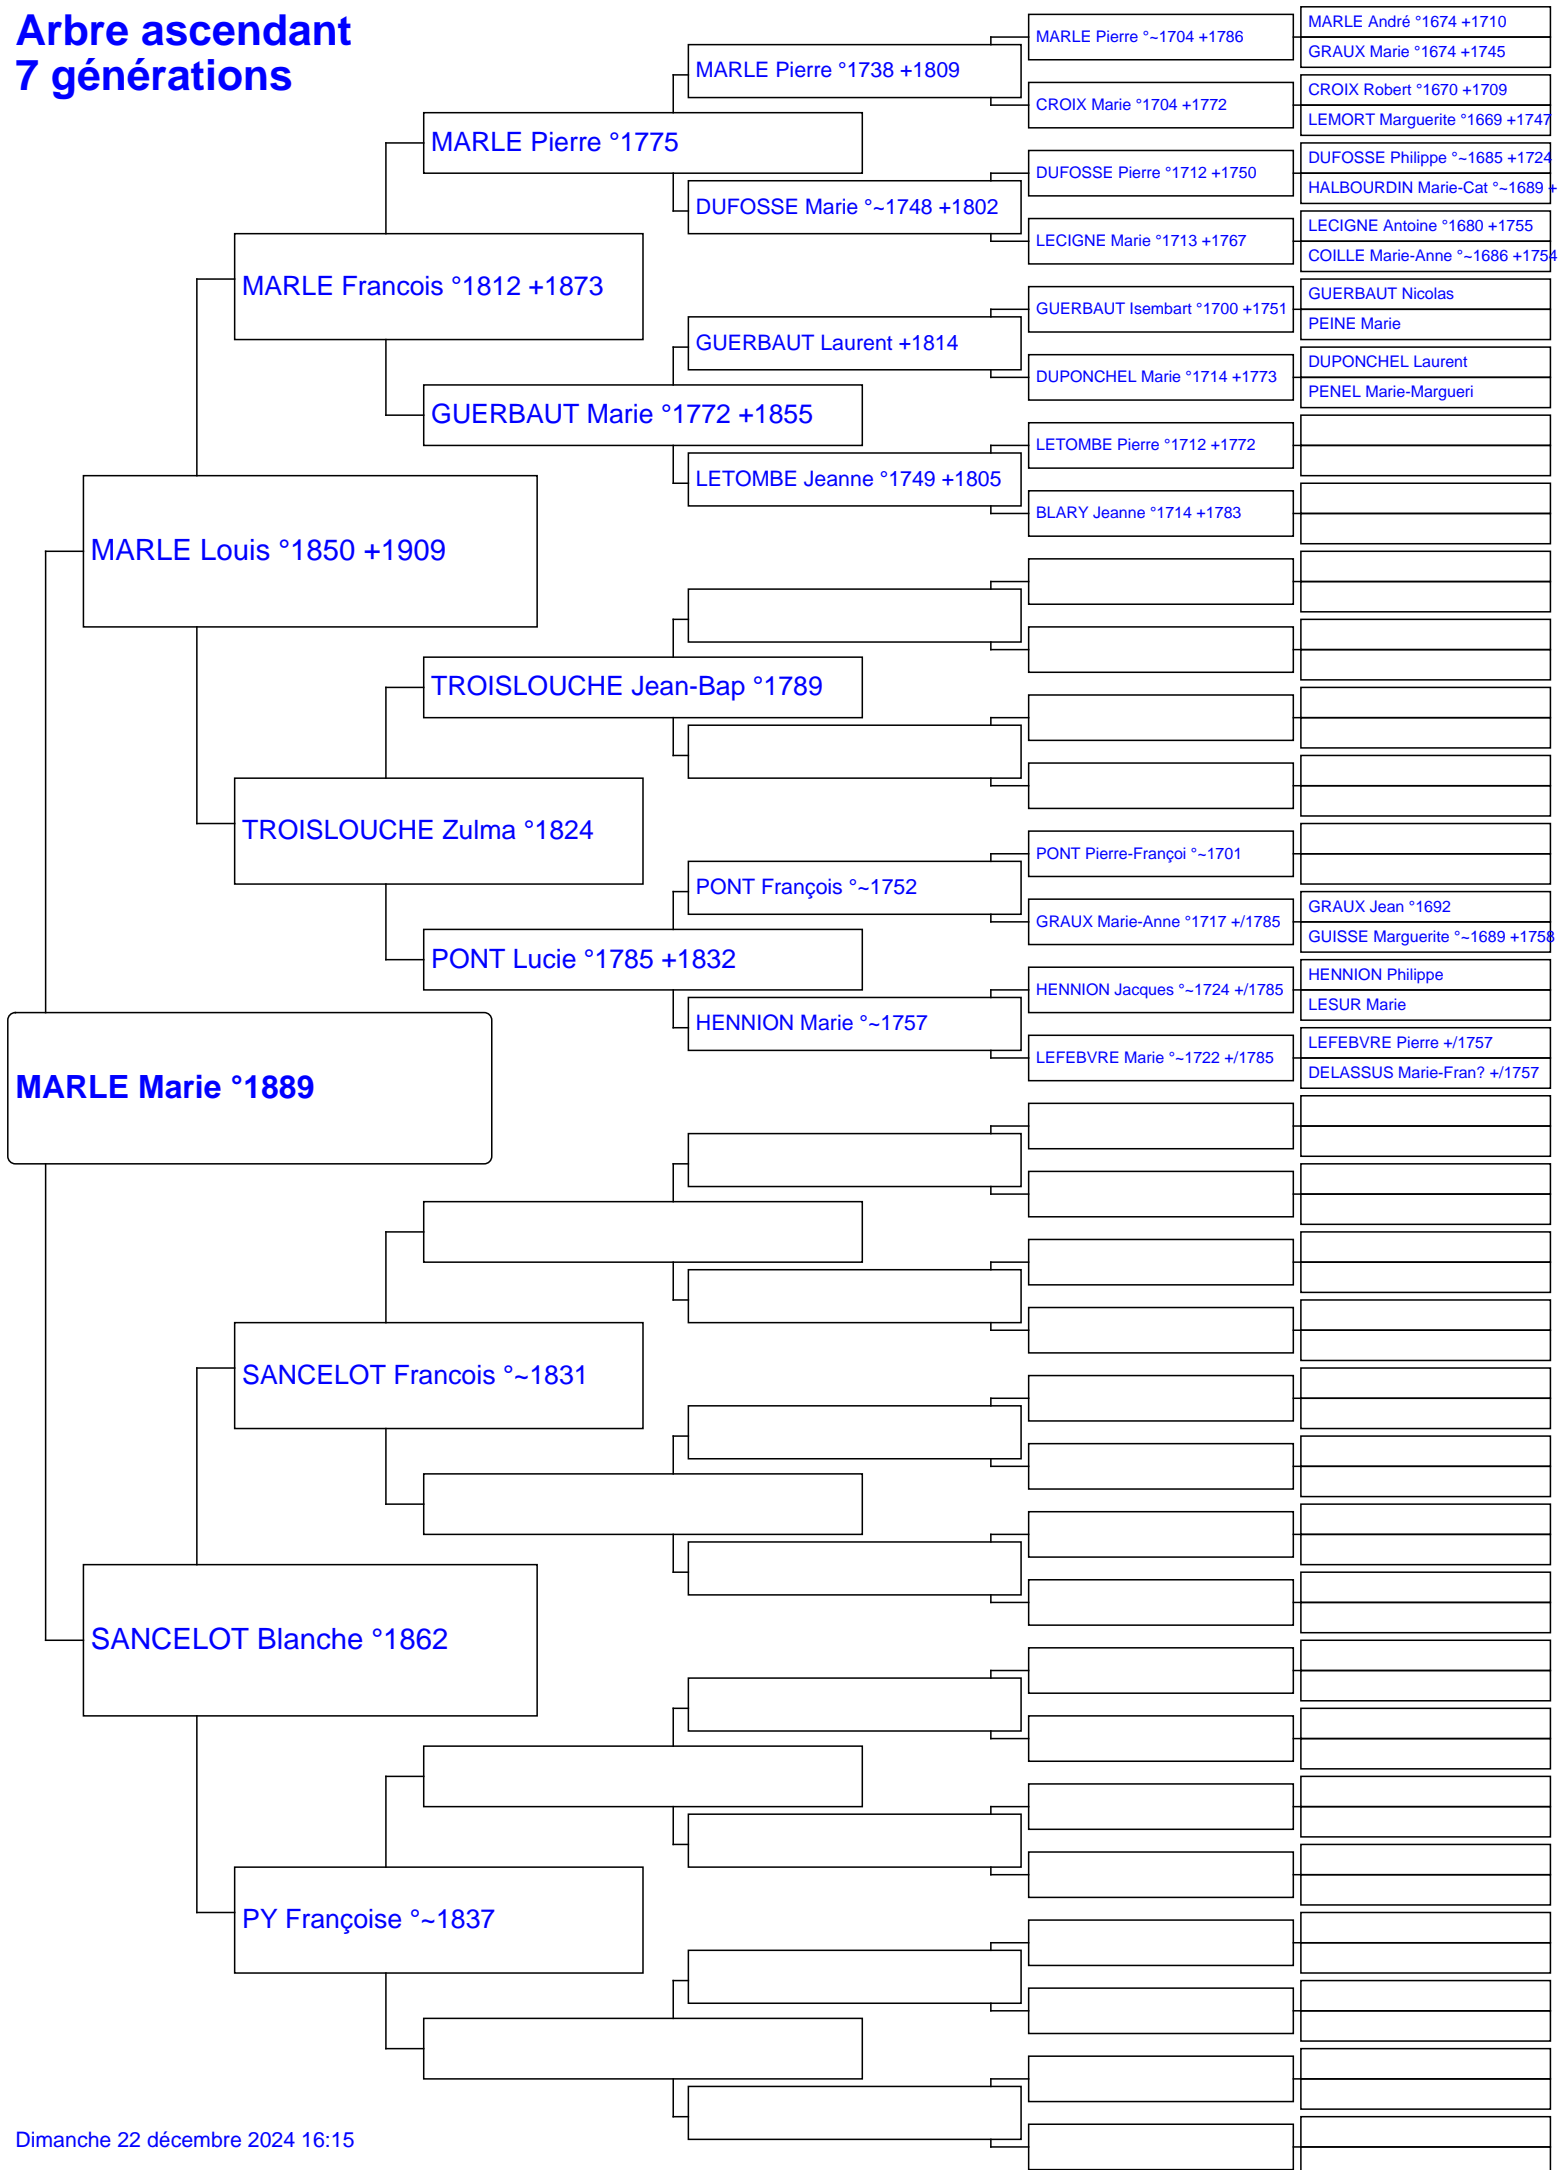 Arbre ascendant
7 générations
MARLE André °1674 +1710
MARLE Pierre °~1704 +1786
GRAUX Marie °1674 +1745
MARLE Pierre °1738 +1809
CROIX Robert °1670 +1709
CROIX Marie °1704 +1772
LEMORT Marguerite °1669 +1747
MARLE Pierre °1775
DUFOSSE Philippe °~1685 +1724
DUFOSSE Pierre °1712 +1750
HALBOURDIN Marie-Cat °~1689 +
DUFOSSE Marie °~1748 +1802
LECIGNE Antoine °1680 +1755
LECIGNE Marie °1713 +1767
COILLE Marie-Anne °~1686 +1754
MARLE Francois °1812 +1873
GUERBAUT Nicolas
GUERBAUT Isembart °1700 +1751
PEINE Marie
GUERBAUT Laurent +1814
DUPONCHEL Laurent
DUPONCHEL Marie °1714 +1773
PENEL Marie-Margueri
GUERBAUT Marie °1772 +1855
LETOMBE Pierre °1712 +1772
LETOMBE Jeanne °1749 +1805
BLARY Jeanne °1714 +1783
MARLE Louis °1850 +1909
TROISLOUCHE Jean-Bap °1789
TROISLOUCHE Zulma °1824
PONT Pierre-Françoi °~1701
PONT François °~1752
GRAUX Jean °1692
GRAUX Marie-Anne °1717 +/1785
GUISSE Marguerite °~1689 +1758
PONT Lucie °1785 +1832
HENNION Philippe
HENNION Jacques °~1724 +/1785
LESUR Marie
HENNION Marie °~1757
LEFEBVRE Pierre +/1757
LEFEBVRE Marie °~1722 +/1785
DELASSUS Marie-Fran? +/1757
MARLE Marie °1889
SANCELOT Francois °~1831
SANCELOT Blanche °1862
PY Françoise °~1837
Dimanche 22 décembre 2024 16:15